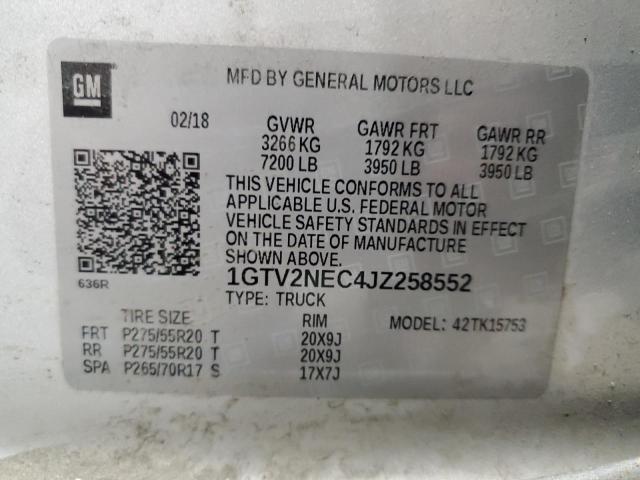 GM
MFD BY GENERAL MOTORS LLC
02/18 GVWR GAWR FRT GAWR RR
3266 KG 1792 KG 1792 KG
7200 LB 3950 LB 3950 LB
THIS VEHICLE CONFORMS TO ALL
APPLICABLE U.S. FEDERAL MOTOR
VEHICLE SAFETY STANDARDS IN EFFECT
ON THE DATE OF MANUFACTURE
SHOWN ABOVE.
636R
1GTV2NEC4JZ258552
TYPE: TRUCK
TIRE SIZE RIM MODEL: 42TK15753
FRT P275/55R20 T 20X9J
RR P275/55R20 T 20X9J
SPA P265/70R17 S 17X7J